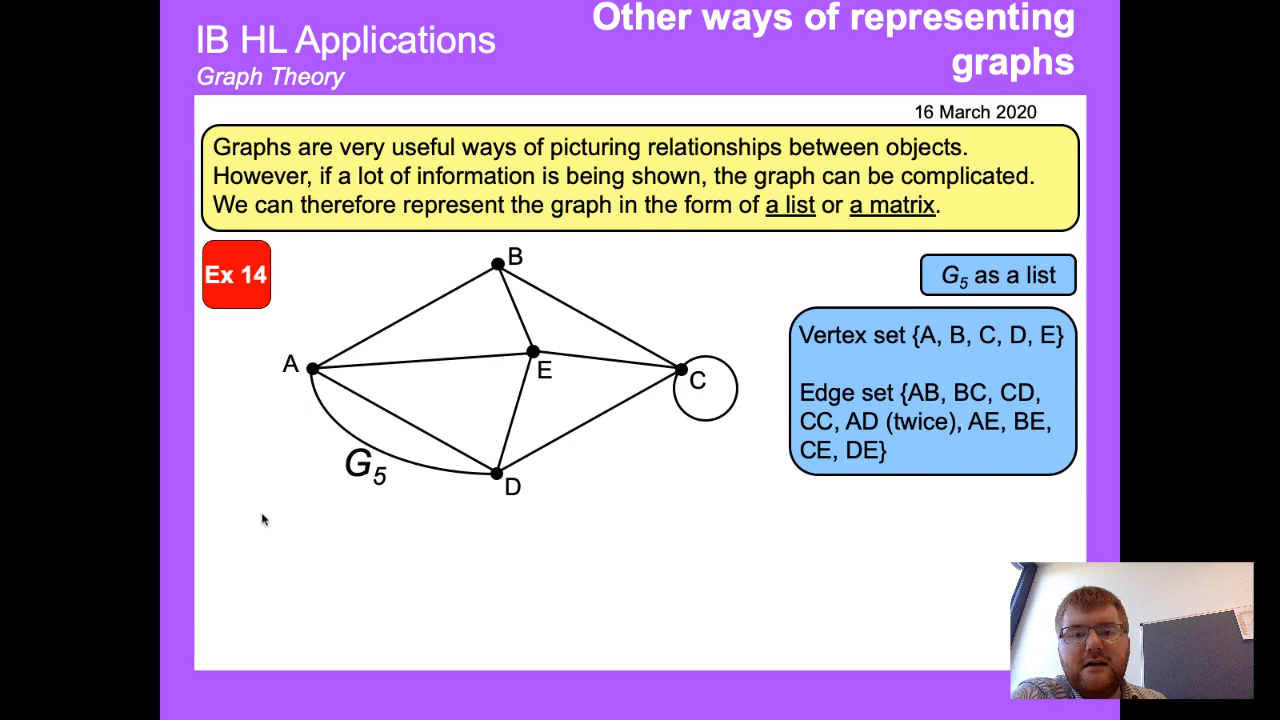 IB HL Applications
Graph Theory
Other ways of representing
graphs
16 March 2020
Graphs are very useful ways of picturing relationships between objects.
However, if a lot of information is being shown, the graph can be complicated.
We can therefore represent the graph in the form of a list or a matrix.
Ex 14
B
A
E
C
G5
D
G5 as a list
Vertex set {A, B, C, D, E}
Edge set {AB, BC, CD,
CC, AD (twice), AE, BE,
CE, DE}